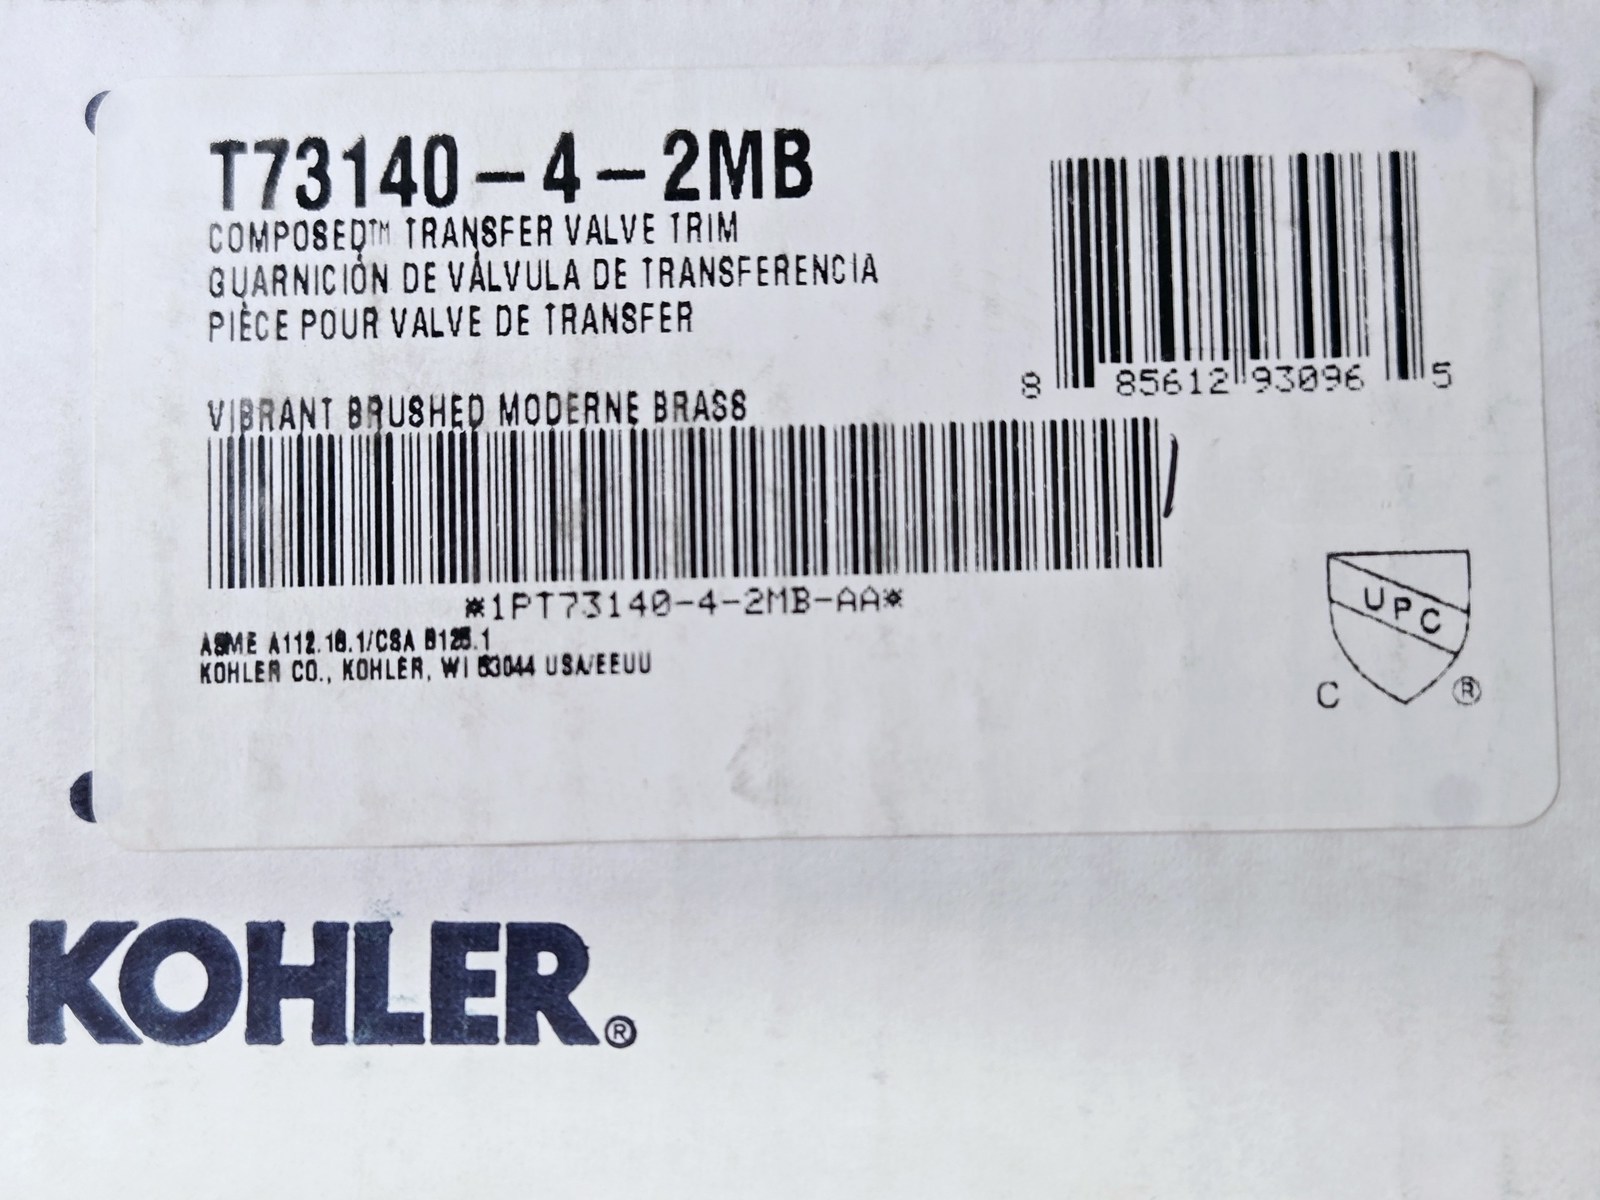 T73140-4-2MB
COMPOSED™ TRANSFER VALVE TRIM
GUARNICIÓN DE VÁLVULA DE TRANSFERENCIA
PIÈCE POUR VALVE DE TRANSFER
8 85612 93096 5
VIBRANT BRUSHED MODERNE BRASS
*1PT73140-4-2MB-AA*
ASME A112.18.1/CSA B125.1
KOHLER CO., KOHLER, WI 53044 USA/EEUU
UPC
C ®
KOHLER®